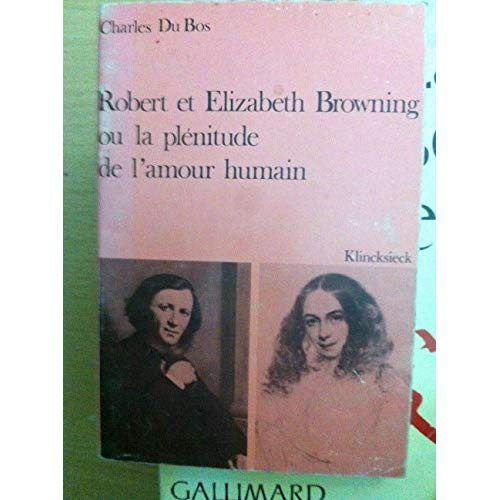 Charles Du Bos
Robert et Elizabeth Browning
ou la plénitude
de l'amour humain
Klincksieck
GALLIMARD